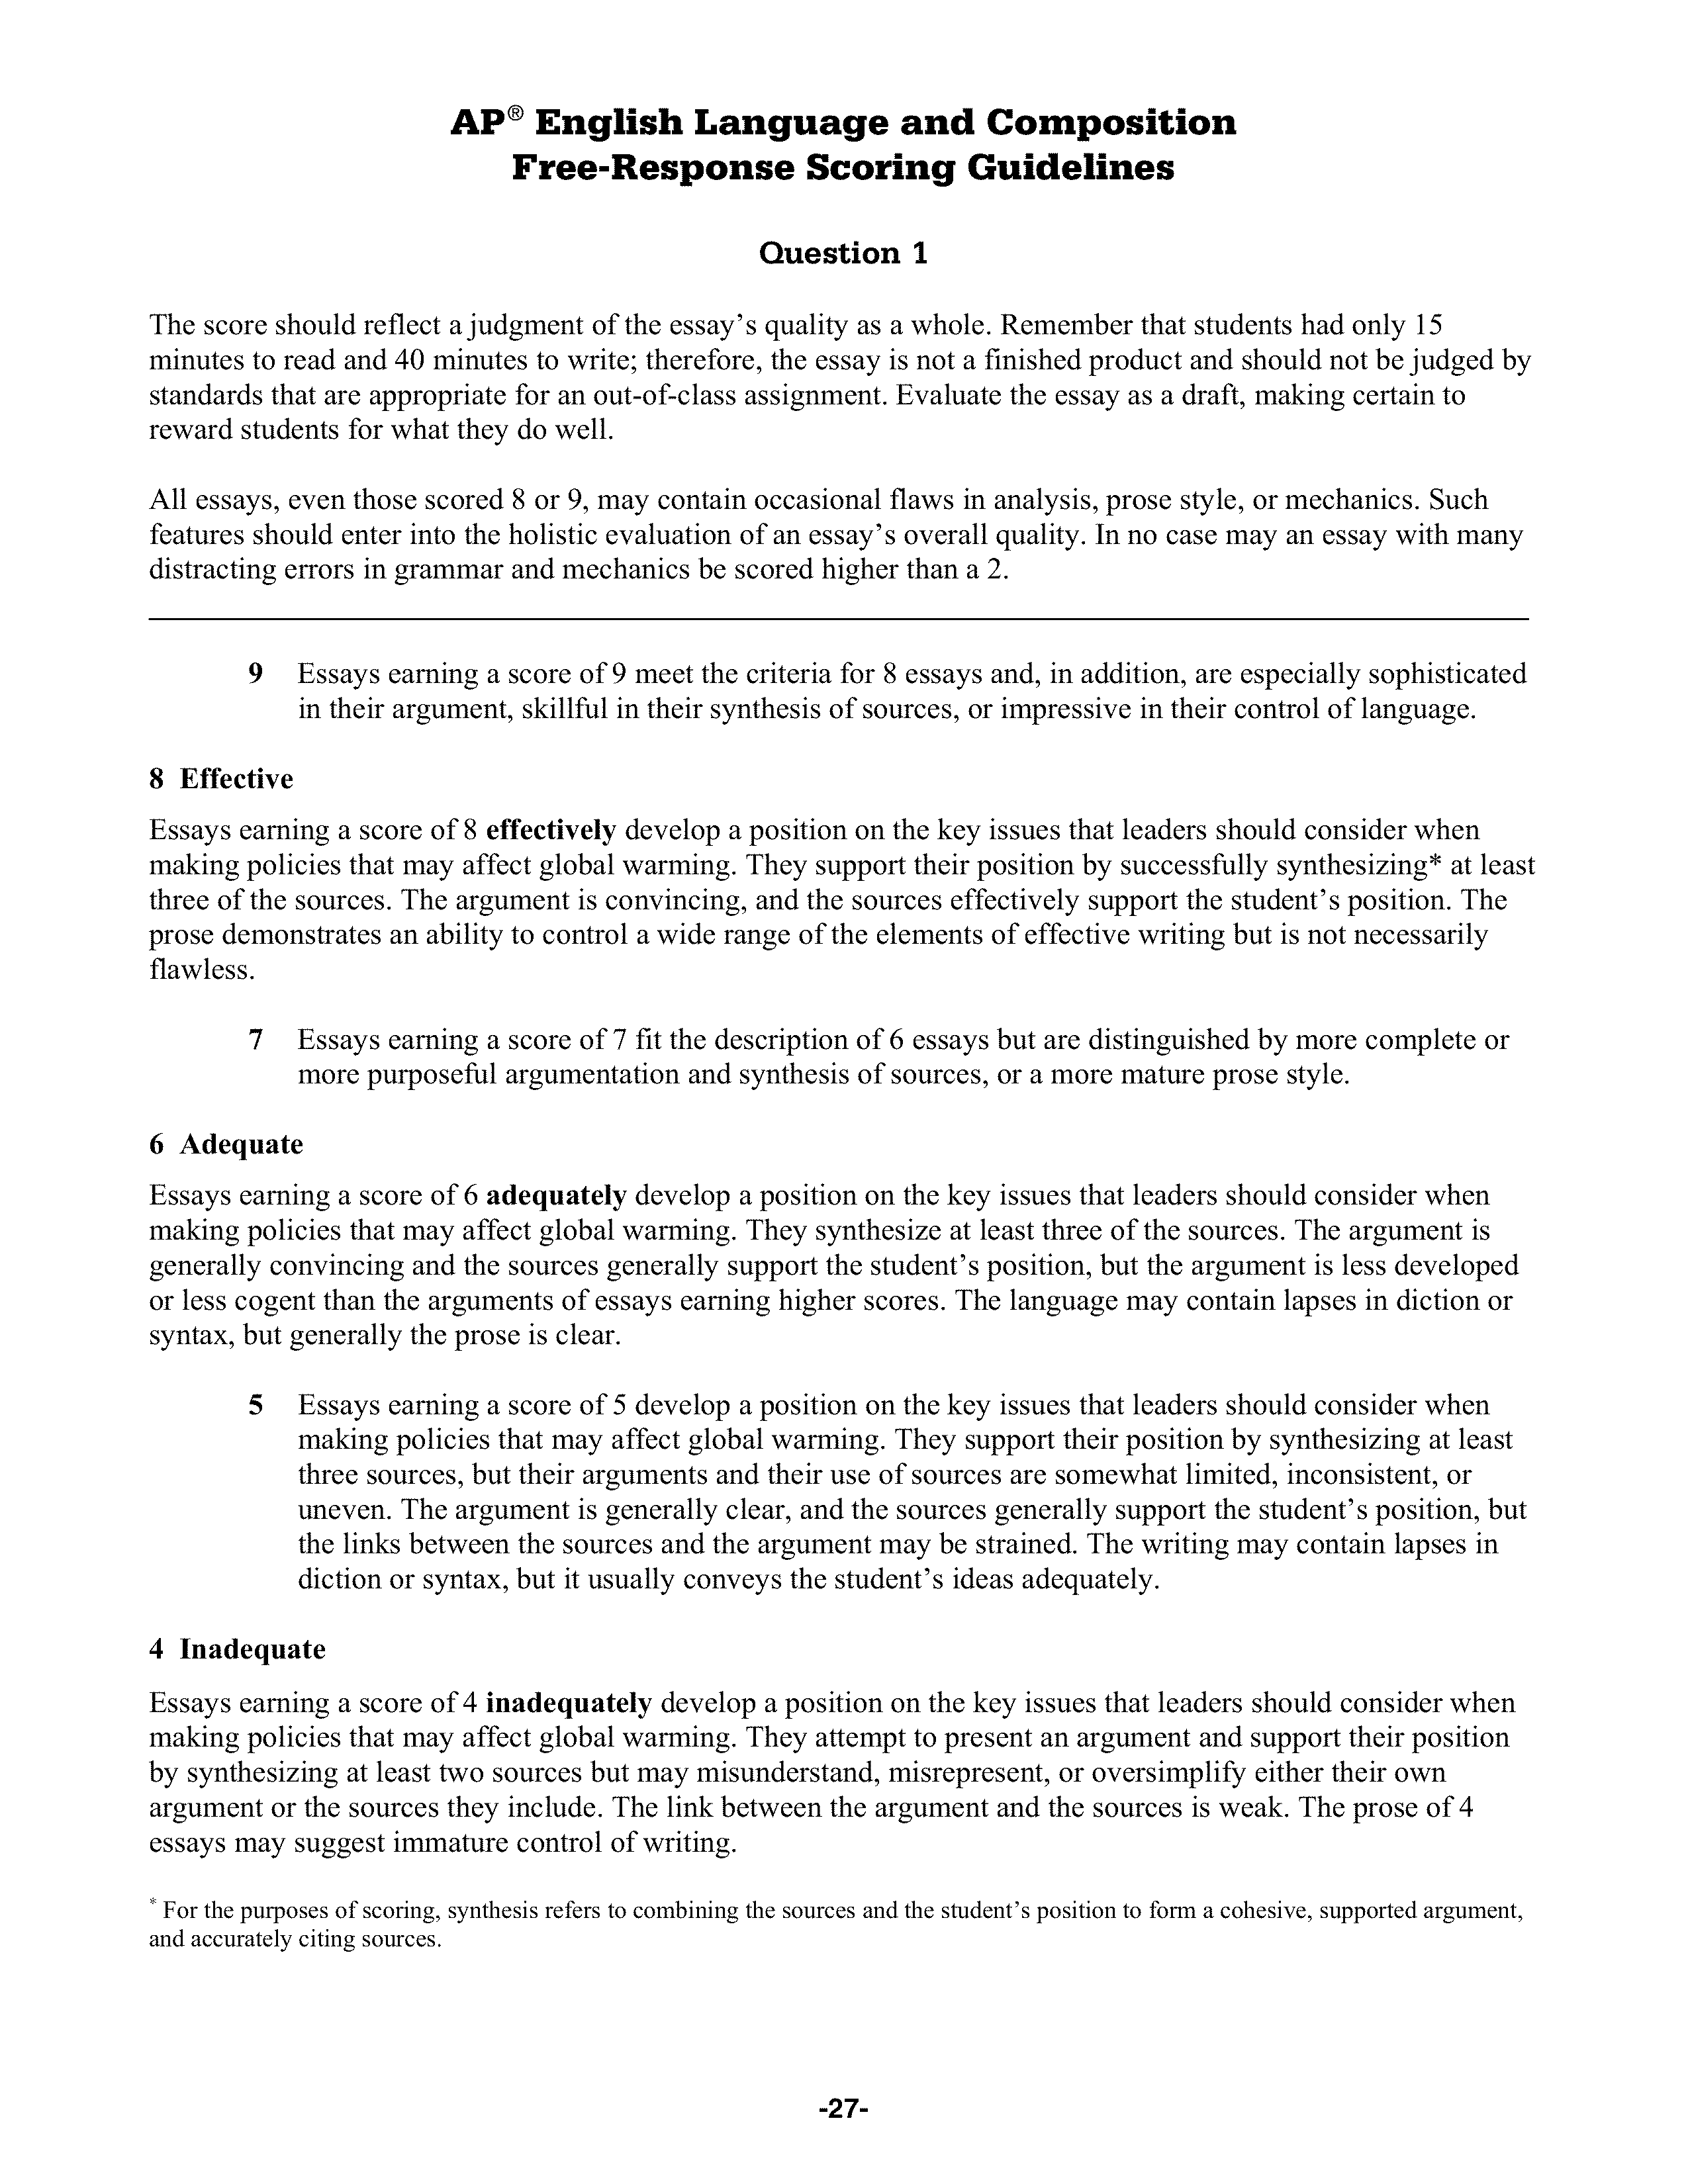 AP® English Language and Composition
Free-Response Scoring Guidelines
Question 1
The score should reflect a judgment of the essay’s quality as a whole. Remember that students had only 15
minutes to read and 40 minutes to write; therefore, the essay is not a finished product and should not be judged by
standards that are appropriate for an out-of-class assignment. Evaluate the essay as a draft, making certain to
reward students for what they do well.
All essays, even those scored 8 or 9, may contain occasional flaws in analysis, prose style, or mechanics. Such
features should enter into the holistic evaluation of an essay’s overall quality. In no case may an essay with many
distracting errors in grammar and mechanics be scored higher than a 2.
9 Essays earning a score of 9 meet the criteria for 8 essays and, in addition, are especially sophisticated
in their argument, skillful in their synthesis of sources, or impressive in their control of language.
8 Effective
Essays earning a score of 8 effectively develop a position on the key issues that leaders should consider when
making policies that may affect global warming. They support their position by successfully synthesizing* at least
three of the sources. The argument is convincing, and the sources effectively support the student’s position. The
prose demonstrates an ability to control a wide range of the elements of effective writing but is not necessarily
flawless.
7 Essays earning a score of 7 fit the description of 6 essays but are distinguished by more complete or
more purposeful argumentation and synthesis of sources, or a more mature prose style.
6 Adequate
Essays earning a score of 6 adequately develop a position on the key issues that leaders should consider when
making policies that may affect global warming. They synthesize at least three of the sources. The argument is
generally convincing and the sources generally support the student’s position, but the argument is less developed
or less cogent than the arguments of essays earning higher scores. The language may contain lapses in diction or
syntax, but generally the prose is clear.
5 Essays earning a score of 5 develop a position on the key issues that leaders should consider when
making policies that may affect global warming. They support their position by synthesizing at least
three sources, but their arguments and their use of sources are somewhat limited, inconsistent, or
uneven. The argument is generally clear, and the sources generally support the student’s position, but
the links between the sources and the argument may be strained. The writing may contain lapses in
diction or syntax, but it usually conveys the student’s ideas adequately.
4 Inadequate
Essays earning a score of 4 inadequately develop a position on the key issues that leaders should consider when
making policies that may affect global warming. They attempt to present an argument and support their position
by synthesizing at least two sources but may misunderstand, misrepresent, or oversimplify either their own
argument or the sources they include. The link between the argument and the sources is weak. The prose of 4
essays may suggest immature control of writing.
* For the purposes of scoring, synthesis refers to combining the sources and the student’s position to form a cohesive, supported argument,
and accurately citing sources.
-27-